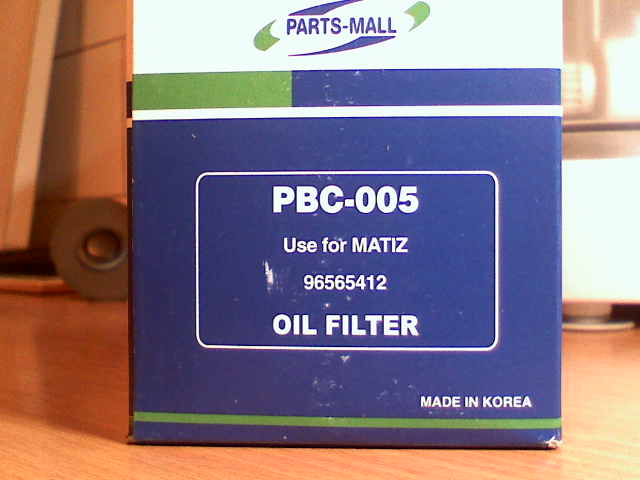 PARTS-MALL
PBC-005
Use for MATIZ
96565412
OIL FILTER
MADE IN KOREA